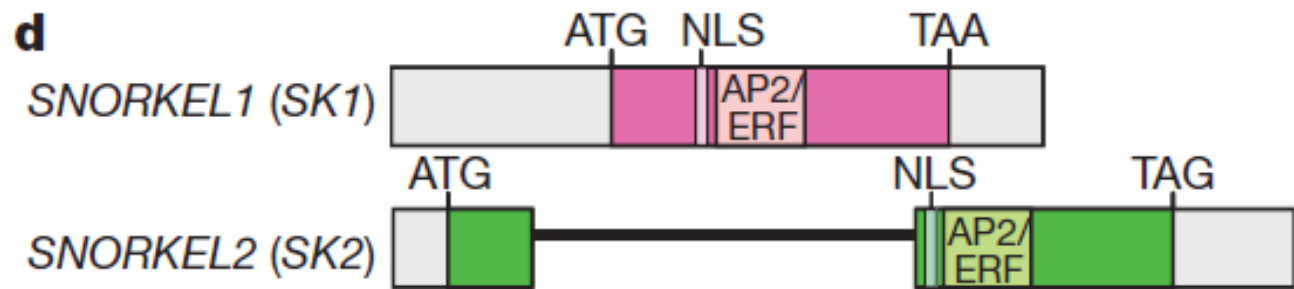 d
ATG NLS TAA
SNORKEL1 (SK1)
AP2/
ERF
ATG NLS TAG
SNORKEL2 (SK2)
AP2/
ERF